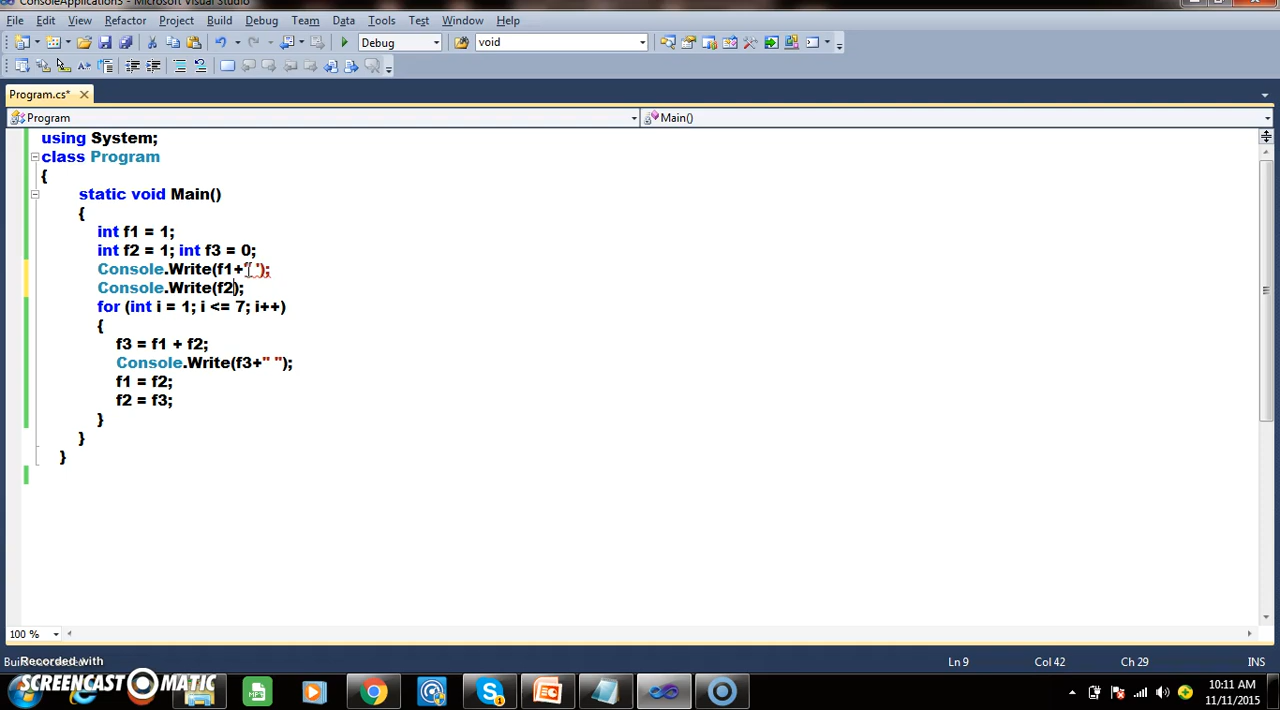 ConsoleApplication5 - Microsoft Visual Studio
File Edit View Refactor Project Build Debug Team Data Tools Test Window Help
Debug void
Program.cs*
Program Main()
using System;
class Program
{
static void Main()
{
int f1 = 1;
int f2 = 1; int f3 = 0;
Console.Write(f1+" ');
Console.Write(f2);
for (int i = 1; i <= 7; i++)
{
f3 = f1 + f2;
Console.Write(f3+" ");
f1 = f2;
f2 = f3;
}
}
}
100 %
Ln 9 Col 42 Ch 29 INS
Recorded with
SCREENCAST MATIC
MP3
10:11 AM
11/11/2015